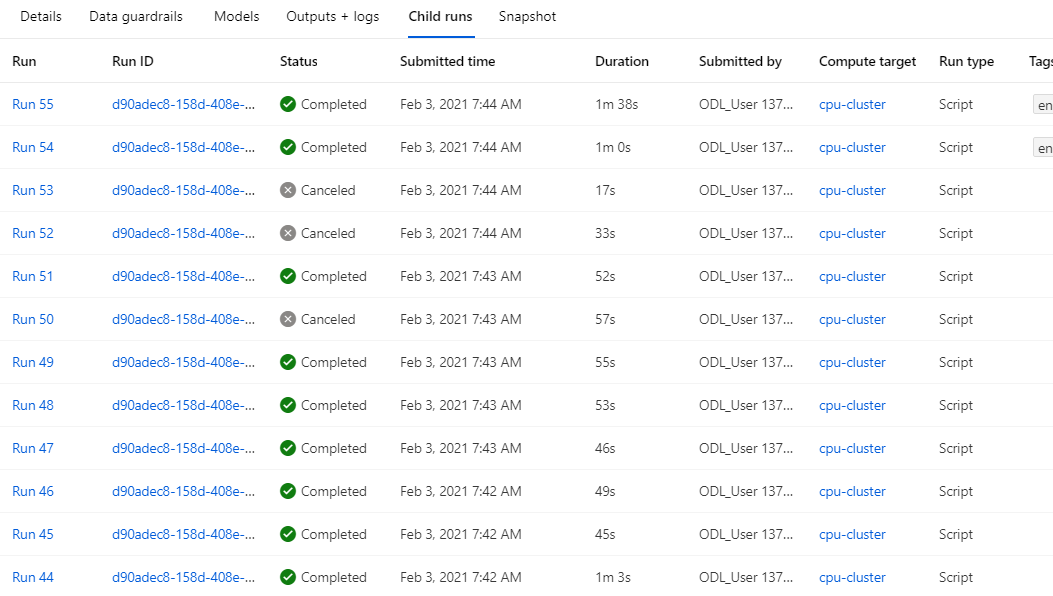 Details Data guardrails Models Outputs + logs Child runs Snapshot
Run Run ID Status Submitted time Duration Submitted by Compute target Run type Tags
Run 55 d90adec8-158d-408e-... Completed Feb 3, 2021 7:44 AM 1m 38s ODL_User 137... cpu-cluster Script en
Run 54 d90adec8-158d-408e-... Completed Feb 3, 2021 7:44 AM 1m 0s ODL_User 137... cpu-cluster Script en
Run 53 d90adec8-158d-408e-... Canceled Feb 3, 2021 7:44 AM 17s ODL_User 137... cpu-cluster Script
Run 52 d90adec8-158d-408e-... Canceled Feb 3, 2021 7:44 AM 33s ODL_User 137... cpu-cluster Script
Run 51 d90adec8-158d-408e-... Completed Feb 3, 2021 7:43 AM 52s ODL_User 137... cpu-cluster Script
Run 50 d90adec8-158d-408e-... Canceled Feb 3, 2021 7:43 AM 57s ODL_User 137... cpu-cluster Script
Run 49 d90adec8-158d-408e-... Completed Feb 3, 2021 7:43 AM 55s ODL_User 137... cpu-cluster Script
Run 48 d90adec8-158d-408e-... Completed Feb 3, 2021 7:43 AM 53s ODL_User 137... cpu-cluster Script
Run 47 d90adec8-158d-408e-... Completed Feb 3, 2021 7:43 AM 46s ODL_User 137... cpu-cluster Script
Run 46 d90adec8-158d-408e-... Completed Feb 3, 2021 7:42 AM 49s ODL_User 137... cpu-cluster Script
Run 45 d90adec8-158d-408e-... Completed Feb 3, 2021 7:42 AM 45s ODL_User 137... cpu-cluster Script
Run 44 d90adec8-158d-408e-... Completed Feb 3, 2021 7:42 AM 1m 3s ODL_User 137... cpu-cluster Script